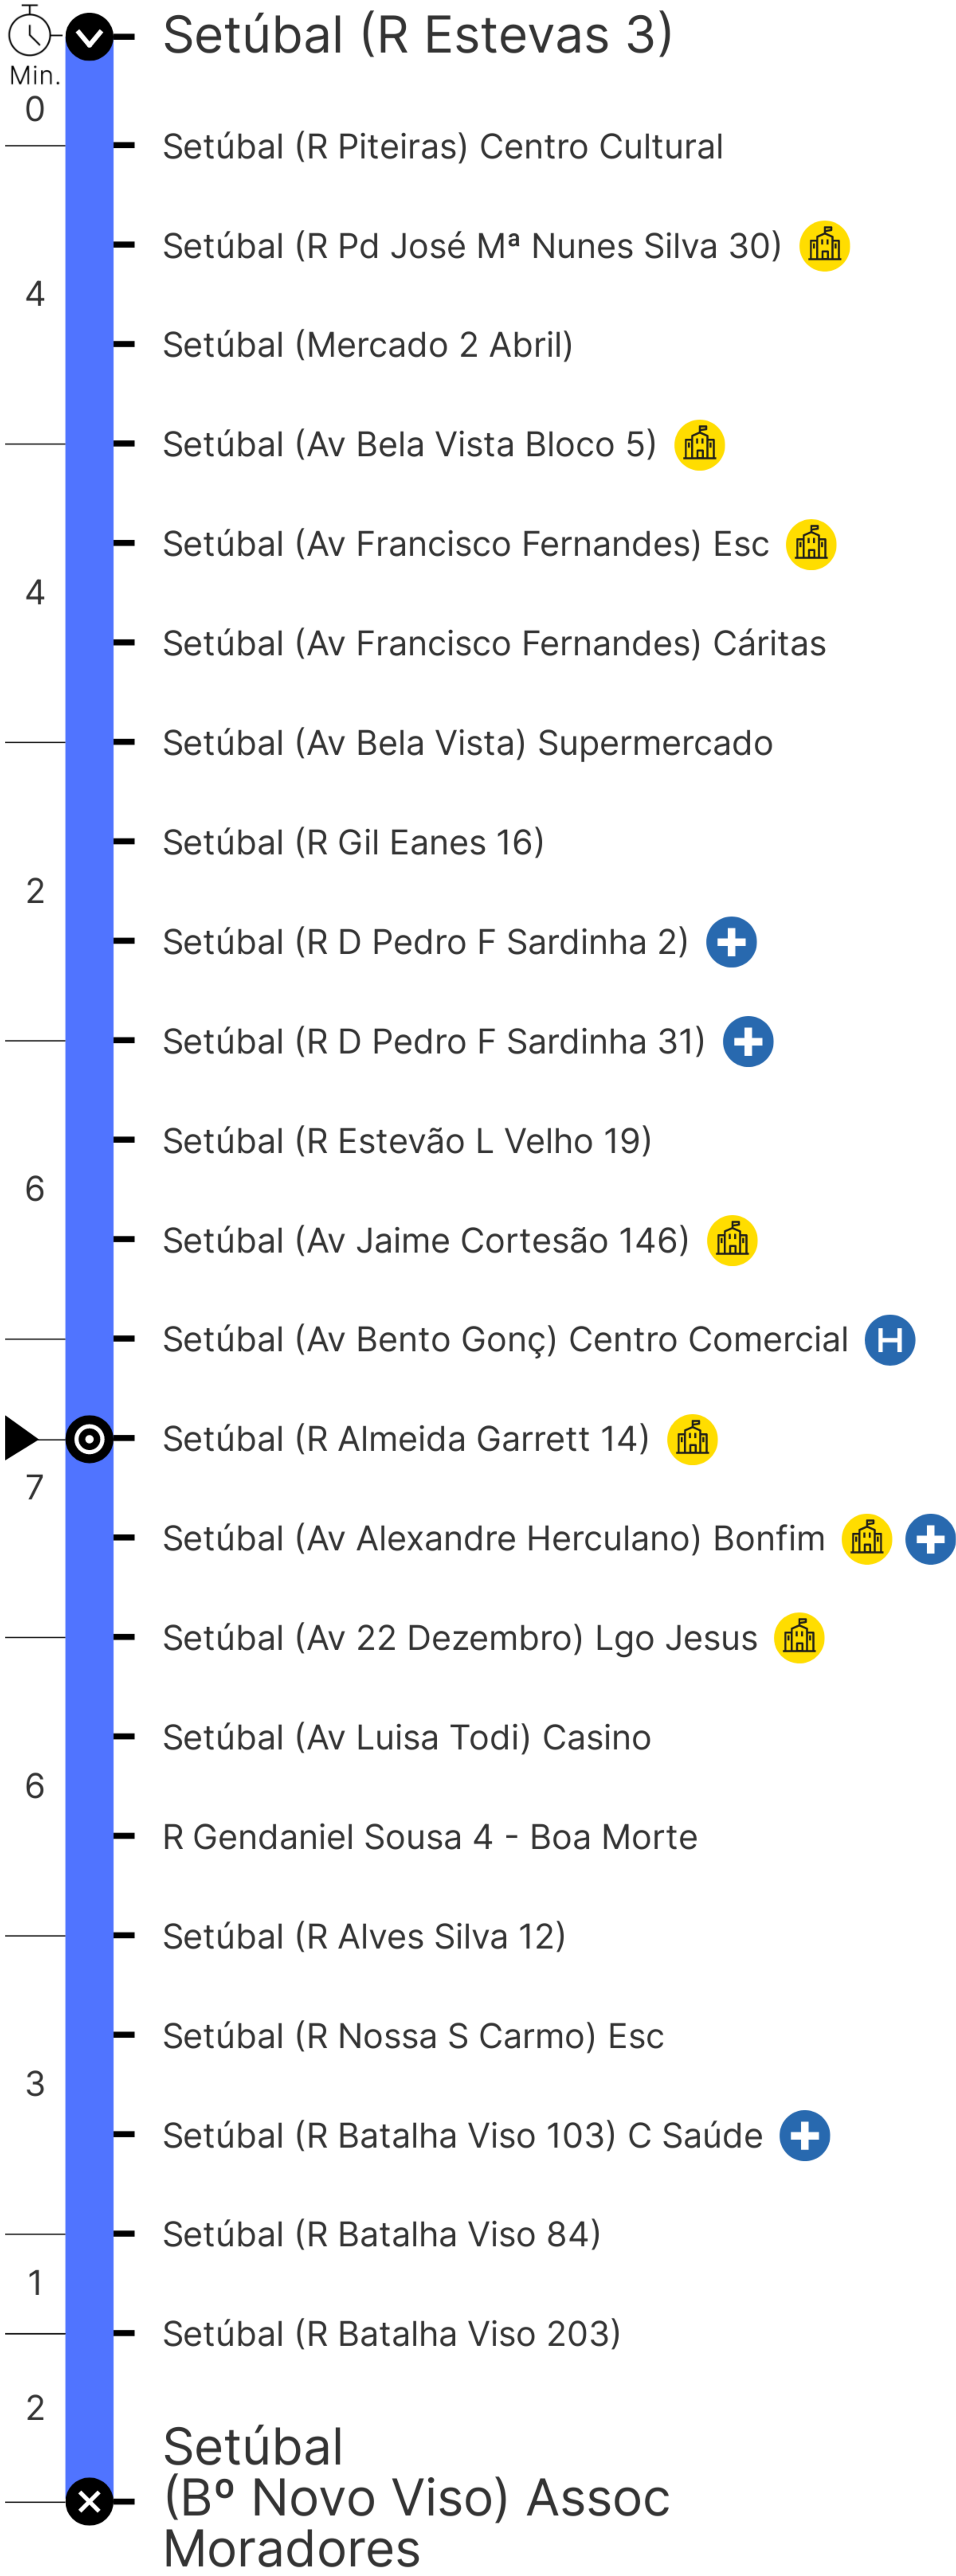 Setúbal (R Estevas 3)
Min.
0
Setúbal (R Piteiras) Centro Cultural
Setúbal (R Pd José Mª Nunes Silva 30)
4
Setúbal (Mercado 2 Abril)
Setúbal (Av Bela Vista Bloco 5)
Setúbal (Av Francisco Fernandes) Esc
4
Setúbal (Av Francisco Fernandes) Cáritas
Setúbal (Av Bela Vista) Supermercado
Setúbal (R Gil Eanes 16)
2
Setúbal (R D Pedro F Sardinha 2)
Setúbal (R D Pedro F Sardinha 31)
Setúbal (R Estevão L Velho 19)
6
Setúbal (Av Jaime Cortesão 146)
Setúbal (Av Bento Gonç) Centro Comercial H
Setúbal (R Almeida Garrett 14)
7
Setúbal (Av Alexandre Herculano) Bonfim
Setúbal (Av 22 Dezembro) Lgo Jesus
Setúbal (Av Luisa Todi) Casino
6
R Gendaniel Sousa 4 - Boa Morte
Setúbal (R Alves Silva 12)
Setúbal (R Nossa S Carmo) Esc
3
Setúbal (R Batalha Viso 103) C Saúde
Setúbal (R Batalha Viso 84)
1
Setúbal (R Batalha Viso 203)
2
Setúbal
(Bº Novo Viso) Assoc
Moradores